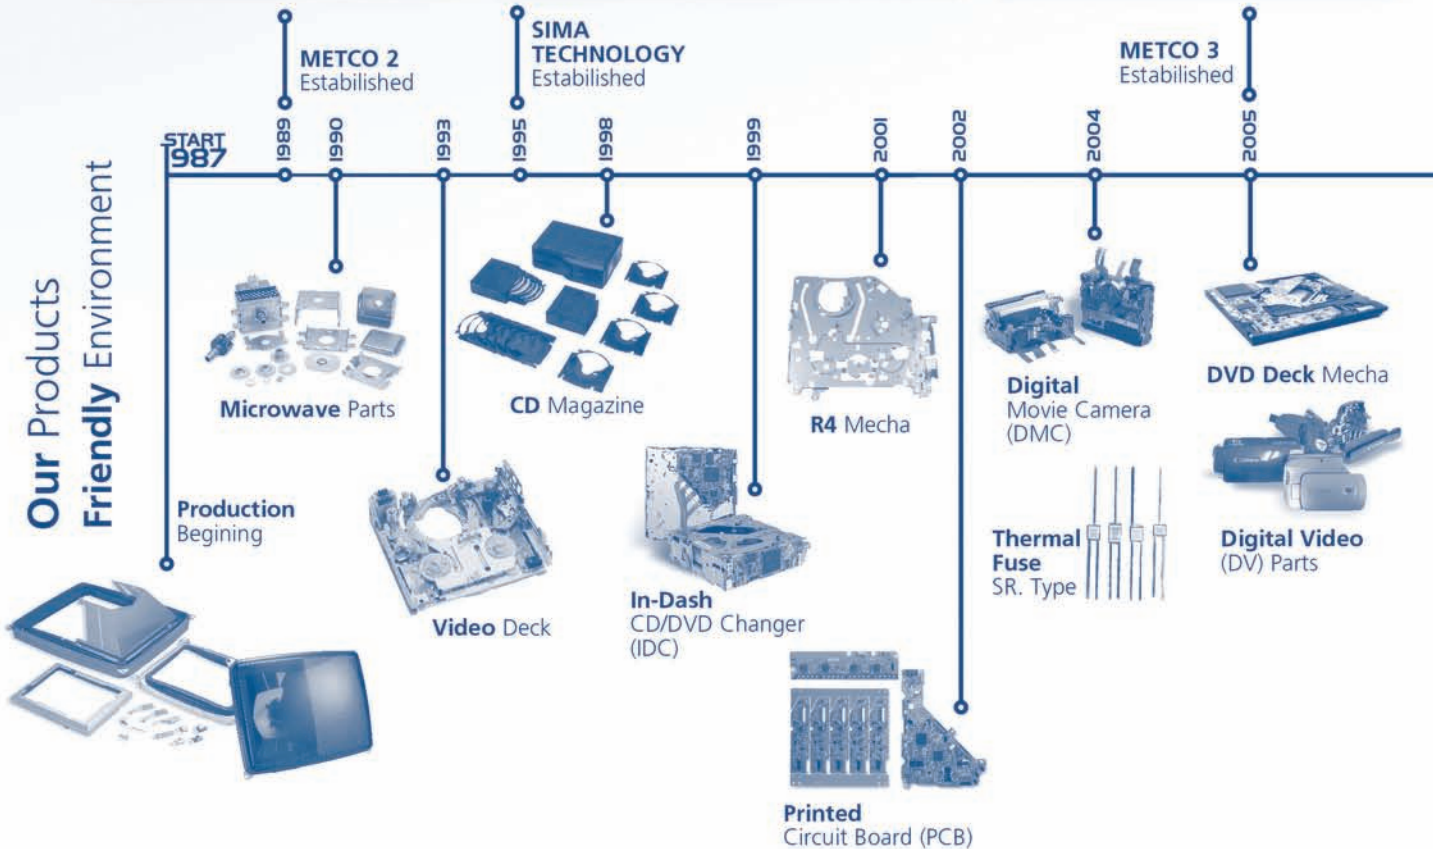 METCO 2
Estabilished
SIMA
TECHNOLOGY
Estabilished
METCO 3
Estabilished
START
987
1989
1990
1993
1995
1998
1999
2001
2002
2004
2005
Our Products
Friendly Environment
Production
Begining
Microwave Parts
Video Deck
CD Magazine
In-Dash
CD/DVD Changer
(IDC)
R4 Mecha
Printed
Circuit Board (PCB)
Digital
Movie Camera
(DMC)
Thermal
Fuse
SR. Type
DVD Deck Mecha
Digital Video
(DV) Parts